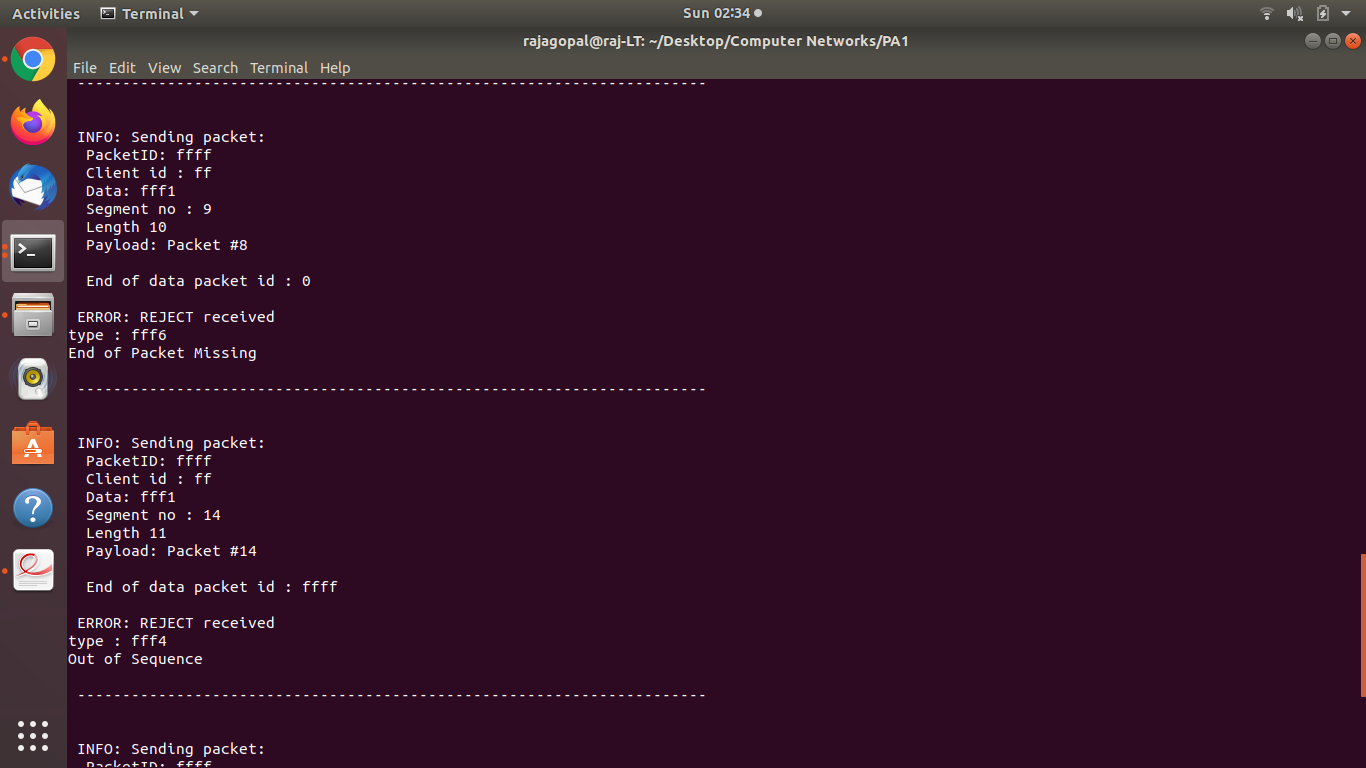 Activities Terminal Sun 02:34
rajagopal@raj-LT: ~/Desktop/Computer Networks/PA1
File Edit View Search Terminal Help
----------------------------------------------------------------------
INFO: Sending packet:
PacketID: ffff
Client id : ff
Data: fff1
Segment no : 9
Length 10
Payload: Packet #8
End of data packet id : 0
ERROR: REJECT received
type : fff6
End of Packet Missing
----------------------------------------------------------------------
INFO: Sending packet:
PacketID: ffff
Client id : ff
Data: fff1
Segment no : 14
Length 11
Payload: Packet #14
End of data packet id : ffff
ERROR: REJECT received
type : fff4
Out of Sequence
----------------------------------------------------------------------
INFO: Sending packet:
PacketID: ffff